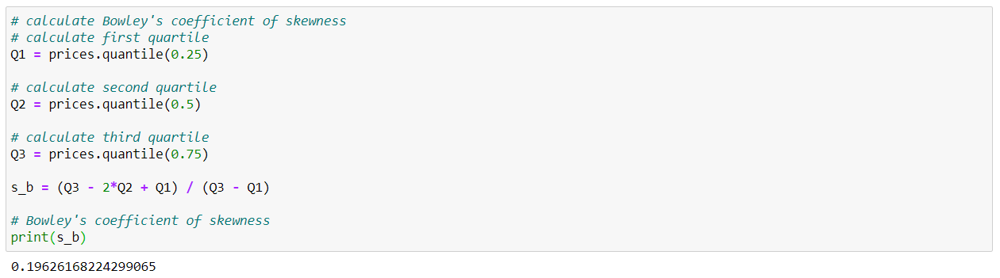 # calculate Bowley's coefficient of skewness
# calculate first quartile
Q1 = prices.quantile(0.25)
# calculate second quartile
Q2 = prices.quantile(0.5)
# calculate third quartile
Q3 = prices.quantile(0.75)
s_b = (Q3 - 2*Q2 + Q1) / (Q3 - Q1)
# Bowley's coefficient of skewness
print(s_b)
0.19626168224299065